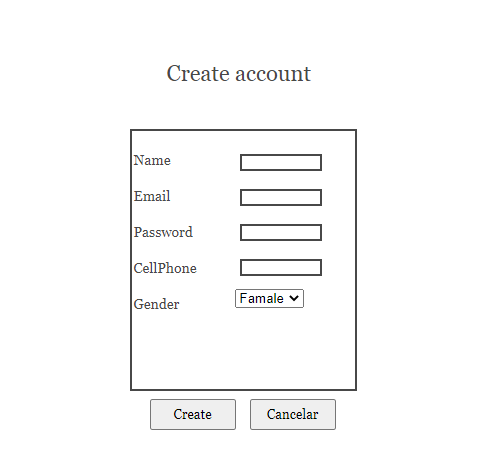 Create account
Name
Email
Password
CellPhone
Gender Famale
Create Cancelar